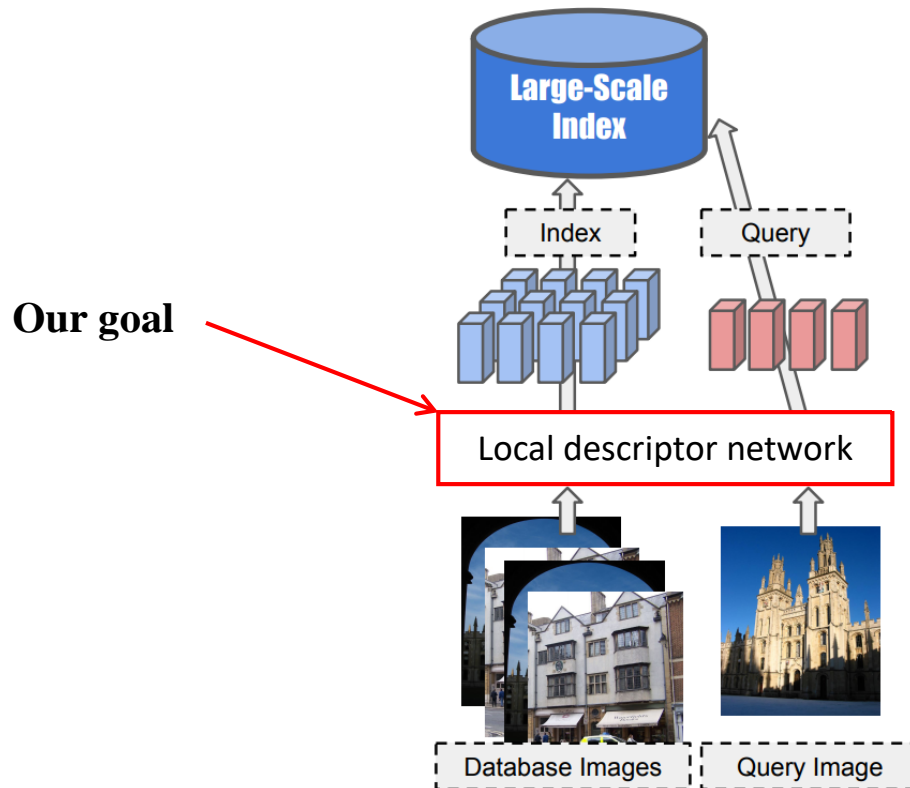 Large-Scale
Index
Index
Query
Our goal
Local descriptor network
Database Images
Query Image